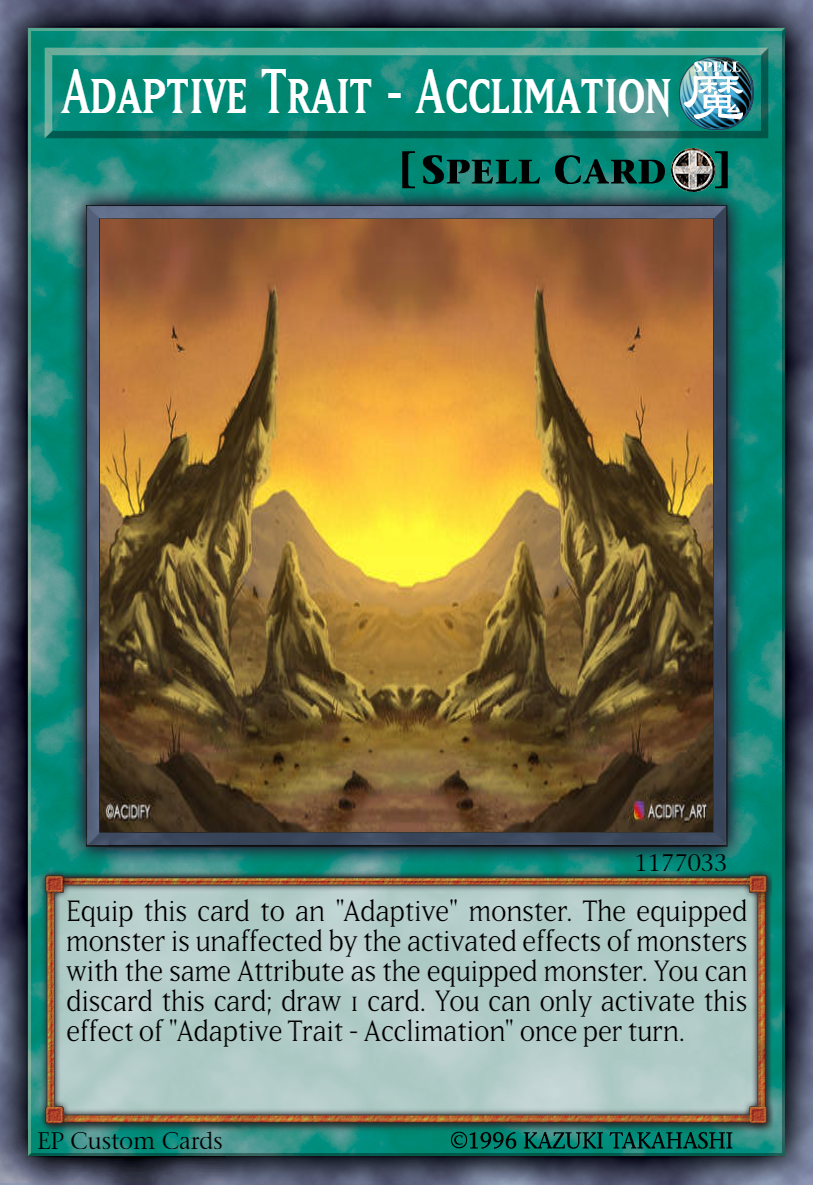 Adaptive Trait - Acclimation
SPELL
魔
[Spell Card]
©ACIDIFY
ACIDIFY_ART
1177033
Equip this card to an "Adaptive" monster. The equipped
monster is unaffected by the activated effects of monsters
with the same Attribute as the equipped monster. You can
discard this card; draw 1 card. You can only activate this
effect of "Adaptive Trait - Acclimation" once per turn.
EP Custom Cards
©1996 KAZUKI TAKAHASHI